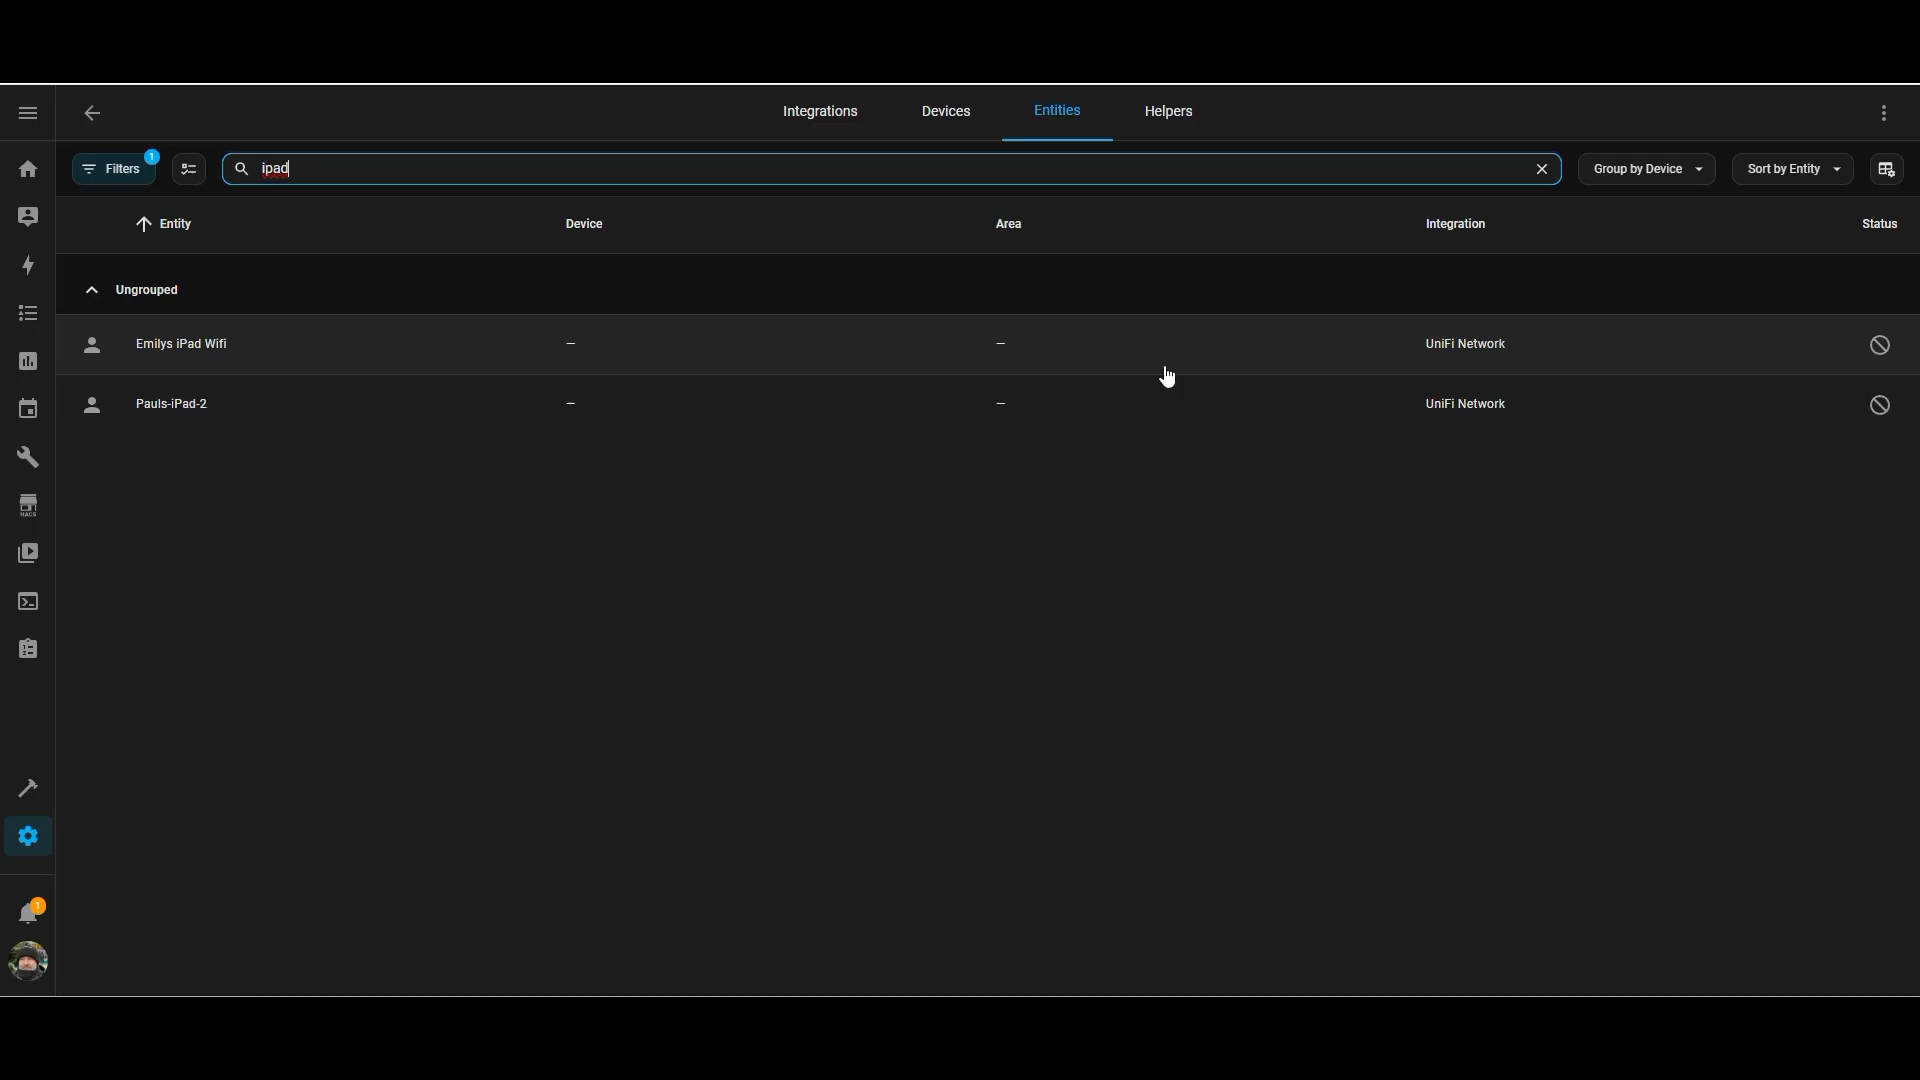 Integrations Devices Entities Helpers
Filters 1 ipad Group by Device Sort by Entity
Entity Device Area Integration Status
Ungrouped
Emilys iPad Wifi — — UniFi Network
Pauls-iPad-2 — — UniFi Network
HACS
1